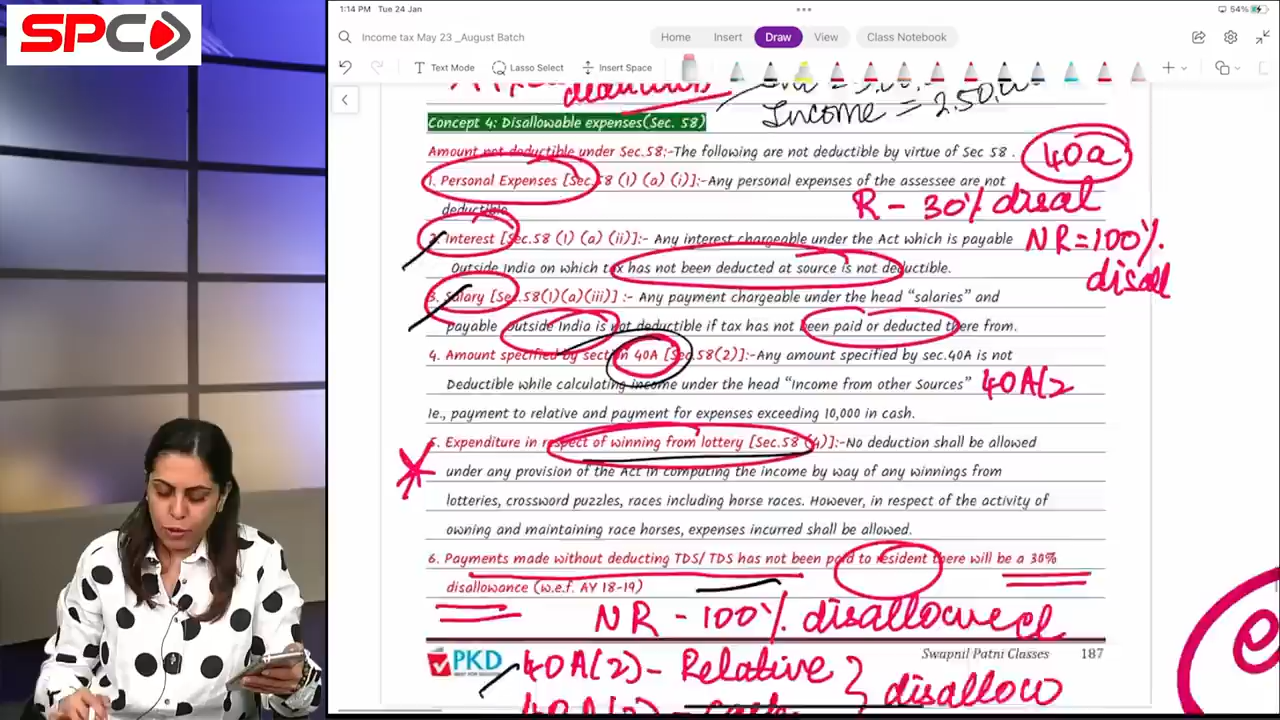 SPC
1:14 PM Tue 24 Jan
54%
Income tax May 23 _August Batch
Home Insert Draw View Class Notebook
Text Mode Lasso Select Insert Space
Income = 2,50,0
Concept 4: Disallowable expenses(Sec. 58)
Amount not deductible under Sec.58:-The following are not deductible by virtue of Sec 58 .
40a
1. Personal Expenses [Sec.58 (1) (a) (i)]:-Any personal expenses of the assessee are not
deductible.
R - 30% disal
2. Interest [Sec.58 (1) (a) (ii)]:- Any interest chargeable under the Act which is payable
NR = 100%.
Outside India on which tax has not been deducted at source is not deductible.
disall
3. Salary [Sec.58(1)(a)(iii)] :- Any payment chargeable under the head “salaries” and
payable outside India is not deductible if tax has not been paid or deducted there from.
4. Amount specified by section 40A [Sec.58(2)]:-Any amount specified by sec.40A is not
Deductible while calculating income under the head “Income from other Sources”
40A(2
Ie., payment to relative and payment for expenses exceeding 10,000 in cash.
5. Expenditure in respect of winning from lottery [Sec.58 (4)]:-No deduction shall be allowed
under any provision of the Act in computing the income by way of any winnings from
lotteries, crossword puzzles, races including horse races. However, in respect of the activity of
owning and maintaining race horses, expenses incurred shall be allowed.
6. Payments made without deducting TDS/ TDS has not been paid to resident there will be a 30%
disallowance (w.e.f. AY 18-19)
NR - 100% disallowed
PKD
Swapnil Patni Classes 187
40A(2) - Relative
disallow